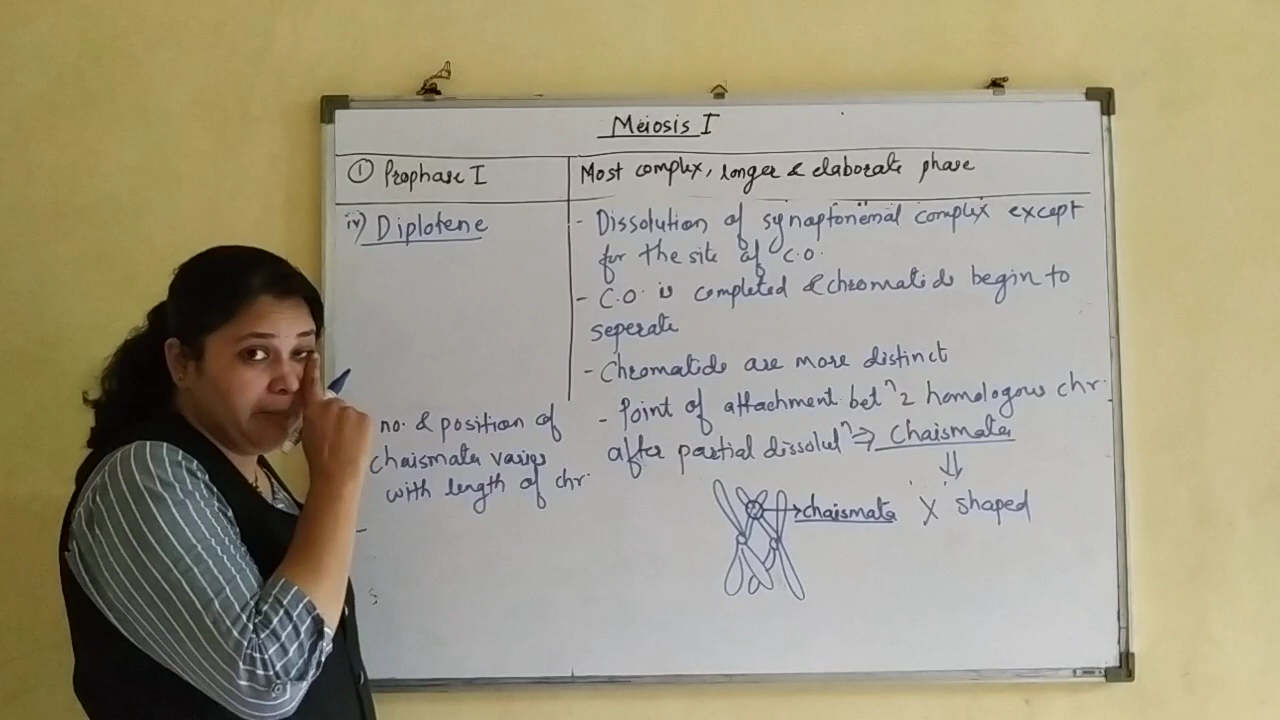 Meiosis I
① Prophase I
Most complex, longer & elaborate phase
iv) Diplotene
- Dissolution of synaptonemal complex except
for the site of C.O.
- C.O. is completed & chromatids begin to
seperate
- Chromatids are more distinct
- Point of attachment betⁿ 2 homologous chr.
after partial dissolutⁿ ⇒ Chaismata
⇓
→ chaismata 'X' shaped
no. & position of
chaismata varies
with length of chr.